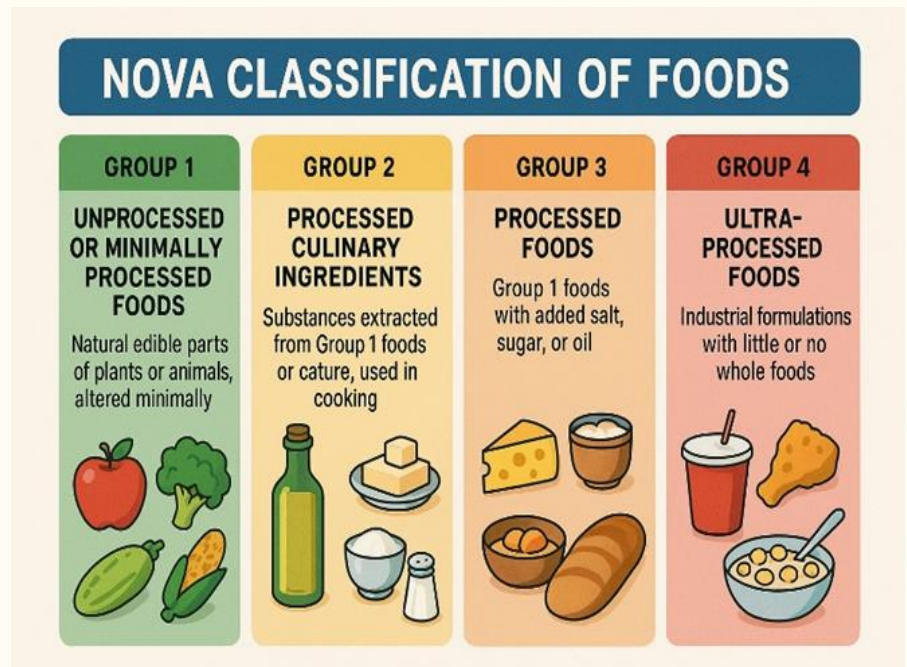 NOVA CLASSIFICATION OF FOODS
GROUP 1
UNPROCESSED
OR MINIMALLY
PROCESSED
FOODS
Natural edible parts
of plants or animals,
altered minimally
GROUP 2
PROCESSED
CULINARY
INGREDIENTS
Substances extracted
from Group 1 foods
or cature, used in
cooking
GROUP 3
PROCESSED
FOODS
Group 1 foods
with added salt,
sugar, or oil
GROUP 4
ULTRA-
PROCESSED
FOODS
Industrial formulations
with little or no
whole foods